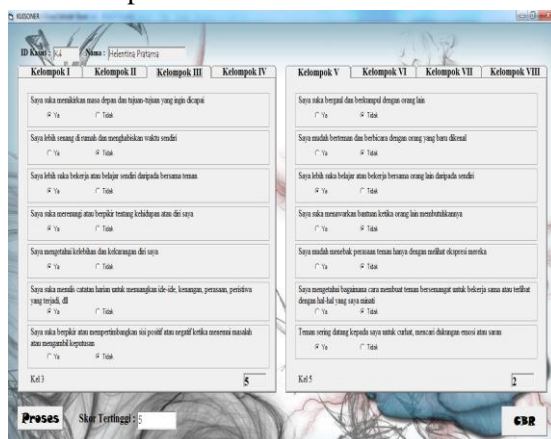 KUISONER
ID Kasus : K4 Nama : Helentina Pratama
Kelompok I Kelompok II Kelompok III Kelompok IV
Saya suka memikirkan masa depan dan tujuan-tujuan yang ingin dicapai
Ya Tidak
Saya lebih senang di rumah dan menghabiskan waktu sendiri
Ya Tidak
Saya lebih suka bekerja atau belajar sendiri daripada bersama teman
Ya Tidak
Saya suka merenungi atau berpikir tentang kehidupan atau diri saya
Ya Tidak
Saya mengetahui kelebihan dan kekurangan diri saya
Ya Tidak
Saya suka menulis catatan harian untuk menuangkan ide-ide, kenangan, perasaan, peristiwa
yang terjadi, dll
Ya Tidak
Saya suka berpikir atau mempertimbangkan sisi positif atau negatif ketika menemui masalah
atau mengambil keputusan
Ya Tidak
Kel 3 5
Kelompok V Kelompok VI Kelompok VII Kelompok VIII
Saya suka bergaul dan berkumpul dengan orang lain
Ya Tidak
Saya mudah berteman dan berbicara dengan orang yang baru dikenal
Ya Tidak
Saya lebih suka belajar atau bekerja bersama orang lain daripada sendiri
Ya Tidak
Saya suka menawarkan bantuan ketika orang lain membutuhkannya
Ya Tidak
Saya mudah menebak perasaan teman hanya dengan melihat ekspresi mereka
Ya Tidak
Saya mengetahui bagaimana cara membuat teman bersemangat untuk bekerja sama atau terlibat
dengan hal-hal yang saya minati
Ya Tidak
Teman sering datang kepada saya untuk curhat, mencari dukungan emosi atau saran
Ya Tidak
Kel 5 2
Proses Skor Tertinggi : 5 CBR